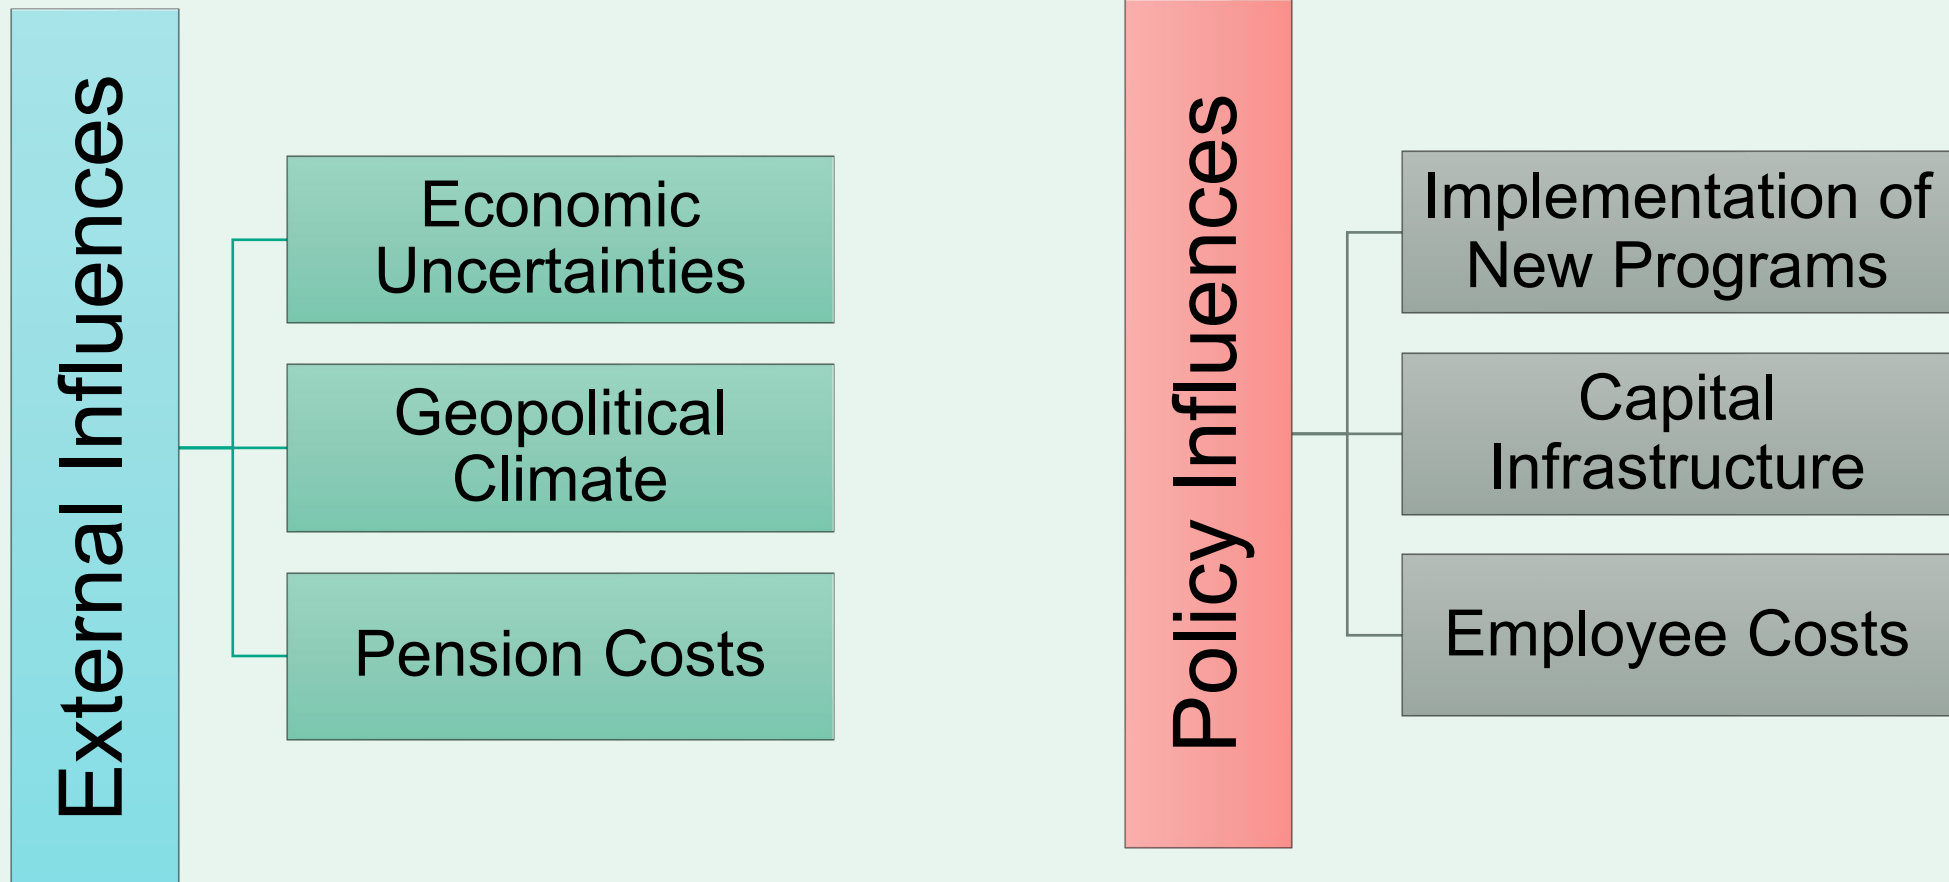 External Influences
Economic
Uncertainties
Geopolitical
Climate
Pension Costs
Policy Influences
Implementation of
New Programs
Capital
Infrastructure
Employee Costs